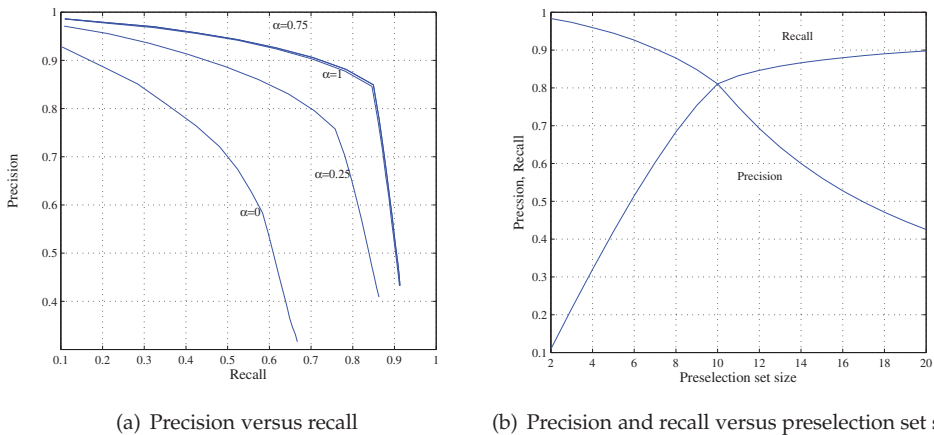 1
0.9
0.8
0.7
0.6
0.5
0.4
0.1 0.2 0.3 0.4 0.5 0.6 0.7 0.8 0.9 1
Precision
Recall
α=0.75
α=1
α=0.25
α=0
(a) Precision versus recall
1
0.9
0.8
0.7
0.6
0.5
0.4
0.3
0.2
0.1
2 4 6 8 10 12 14 16 18 20
Precsion, Recall
Preselection set size
Recall
Precision
(b) Precision and recall versus preselection set s